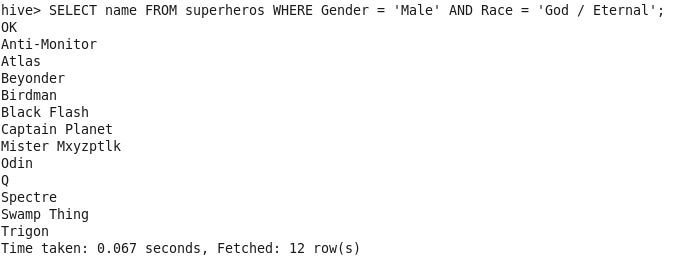 hive> SELECT name FROM superheros WHERE Gender = 'Male' AND Race = 'God / Eternal';
OK
Anti-Monitor
Atlas
Beyonder
Birdman
Black Flash
Captain Planet
Mister Mxyzptlk
Odin
Q
Spectre
Swamp Thing
Trigon
Time taken: 0.067 seconds, Fetched: 12 row(s)